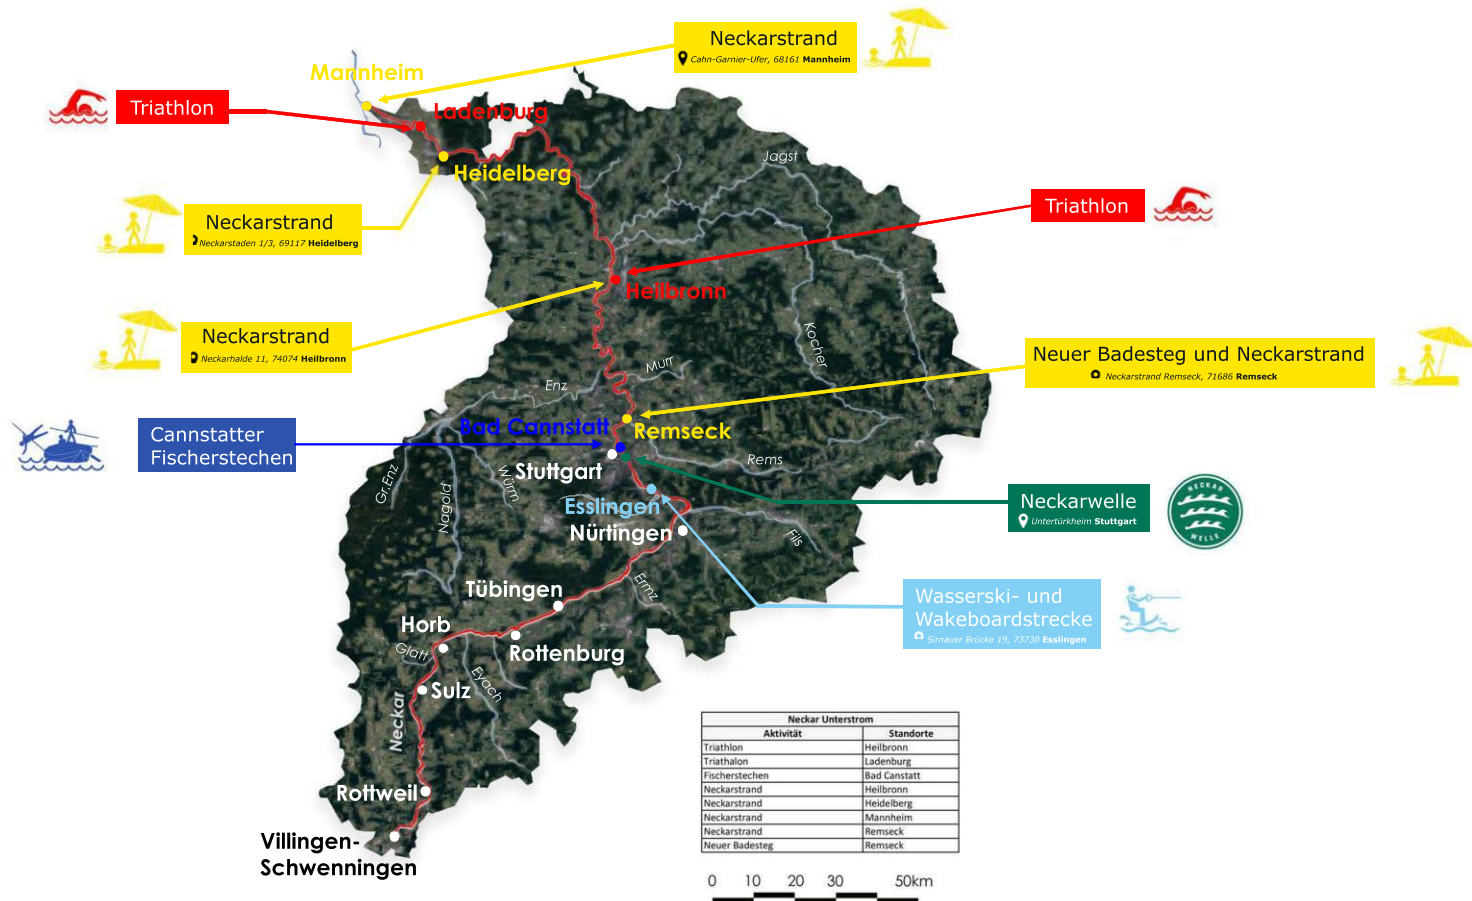 Neckarstrand
Cahn-Garnier-Ufer, 68161 Mannheim
Mannheim
Triathlon
Ladenburg
Heidelberg
Jagst
Neckarstrand
Neckarstaden 1/3, 69117 Heidelberg
Triathlon
Heilbronn
Neckarstrand
Neckarhalde 11, 74074 Heilbronn
Kocher
Neuer Badesteg und Neckarstrand
Neckarstrand Remseck, 71686 Remseck
Murr
Enz
Cannstatter
Fischerstechen
Bad Cannstatt
Remseck
Stuttgart
Rems
Gr.Enz
Nagold
Würm
Neckarwelle
Untertürkheim Stuttgart
NECKAR
WELLE
Esslingen
Nürtingen
Fils
Ermz
Tübingen
Wasserski- und
Wakeboardstrecke
Sirnauer Brücke 19, 73730 Esslingen
Horb
Rottenburg
Glatt
Eyach
Sulz
Neckar
Rottweil
Villingen-
Schwenningen
Neckar Unterstrom
Aktivität Standorte
Triathlon Heilbronn
Triathalon Ladenburg
Fischerstechen Bad Canstatt
Neckarstrand Heilbronn
Neckarstrand Heidelberg
Neckarstrand Mannheim
Neckarstrand Remseck
Neuer Badesteg Remseck
0 10 20 30 50km